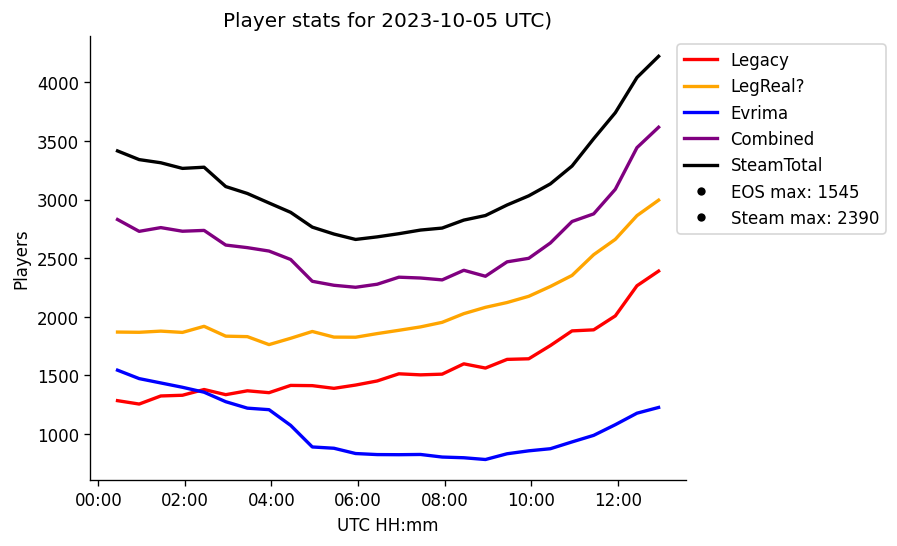 Player stats for 2023-10-05 UTC)
Players
4000
3500
3000
2500
2000
1500
1000
00:00 02:00 04:00 06:00 08:00 10:00 12:00
UTC HH:mm
Legacy
LegReal?
Evrima
Combined
SteamTotal
EOS max: 1545
Steam max: 2390